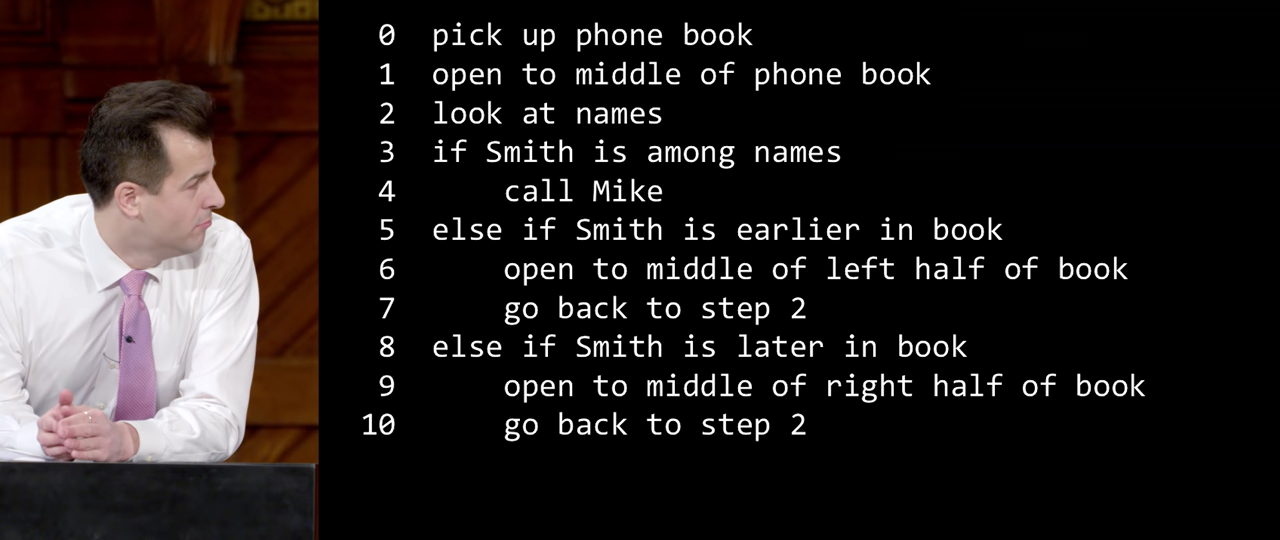 0 pick up phone book
1 open to middle of phone book
2 look at names
3 if Smith is among names
4     call Mike
5 else if Smith is earlier in book
6     open to middle of left half of book
7     go back to step 2
8 else if Smith is later in book
9     open to middle of right half of book
10     go back to step 2